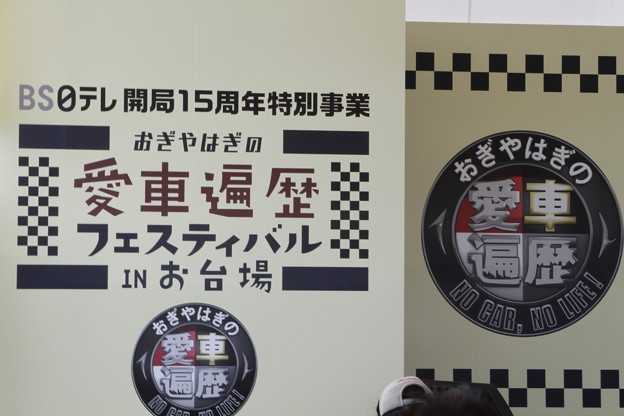 BS日テレ 開局15周年特別事業
おぎやはぎの
愛車遍歴
フェスティバル
IN お台場
おぎやはぎの
愛車
遍歴
NO CAR, NO LIFE!
おぎやはぎの
愛車
遍歴
NO CAR, NO LIFE!